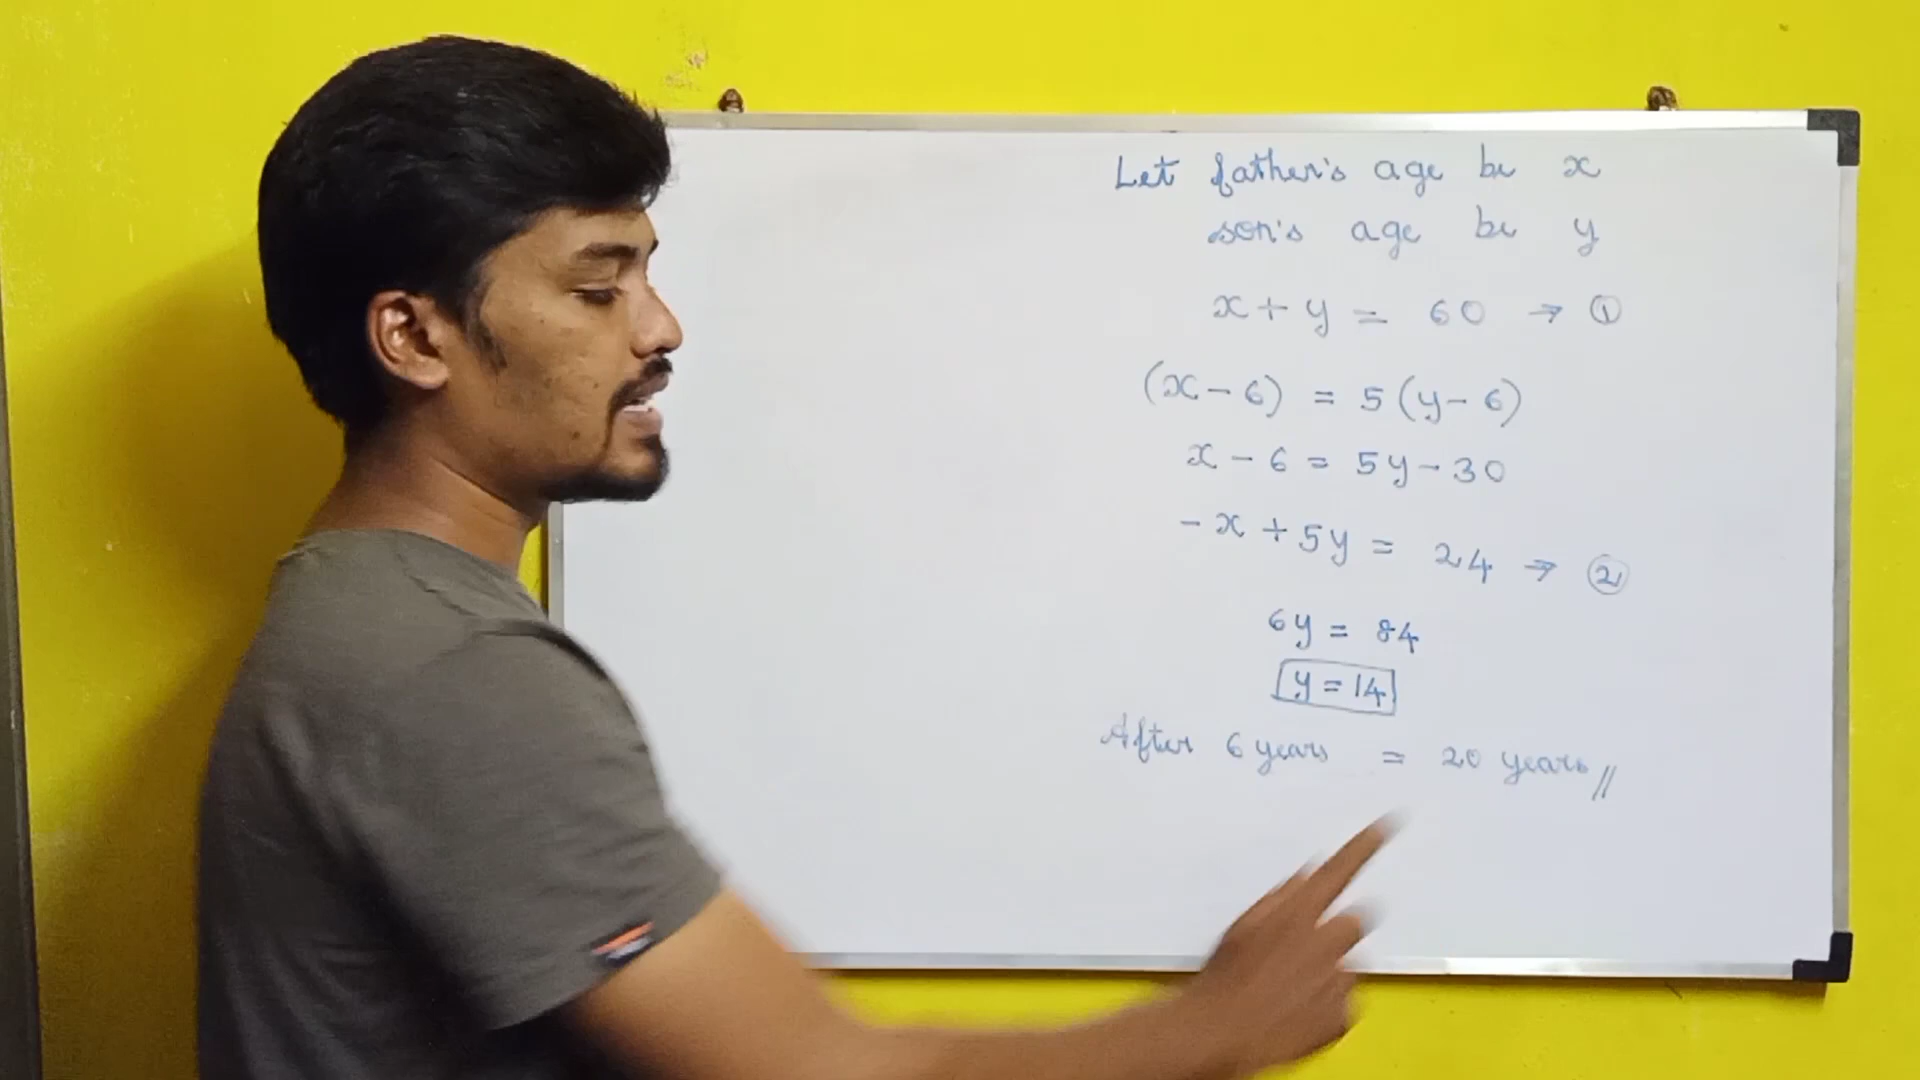 Let father's age be x
son's age be y
x + y = 60 → ①
(x - 6) = 5 (y - 6)
x - 6 = 5y - 30
- x + 5y = 24 → ②
6y = 84
y = 14
After 6 years = 20 years //